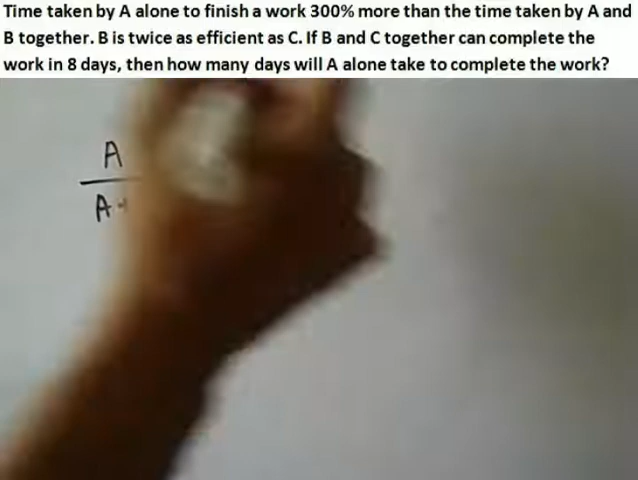 Time taken by A alone to finish a work 300% more than the time taken by A and
B together. B is twice as efficient as C. If B and C together can complete the
work in 8 days, then how many days will A alone take to complete the work?
A
A